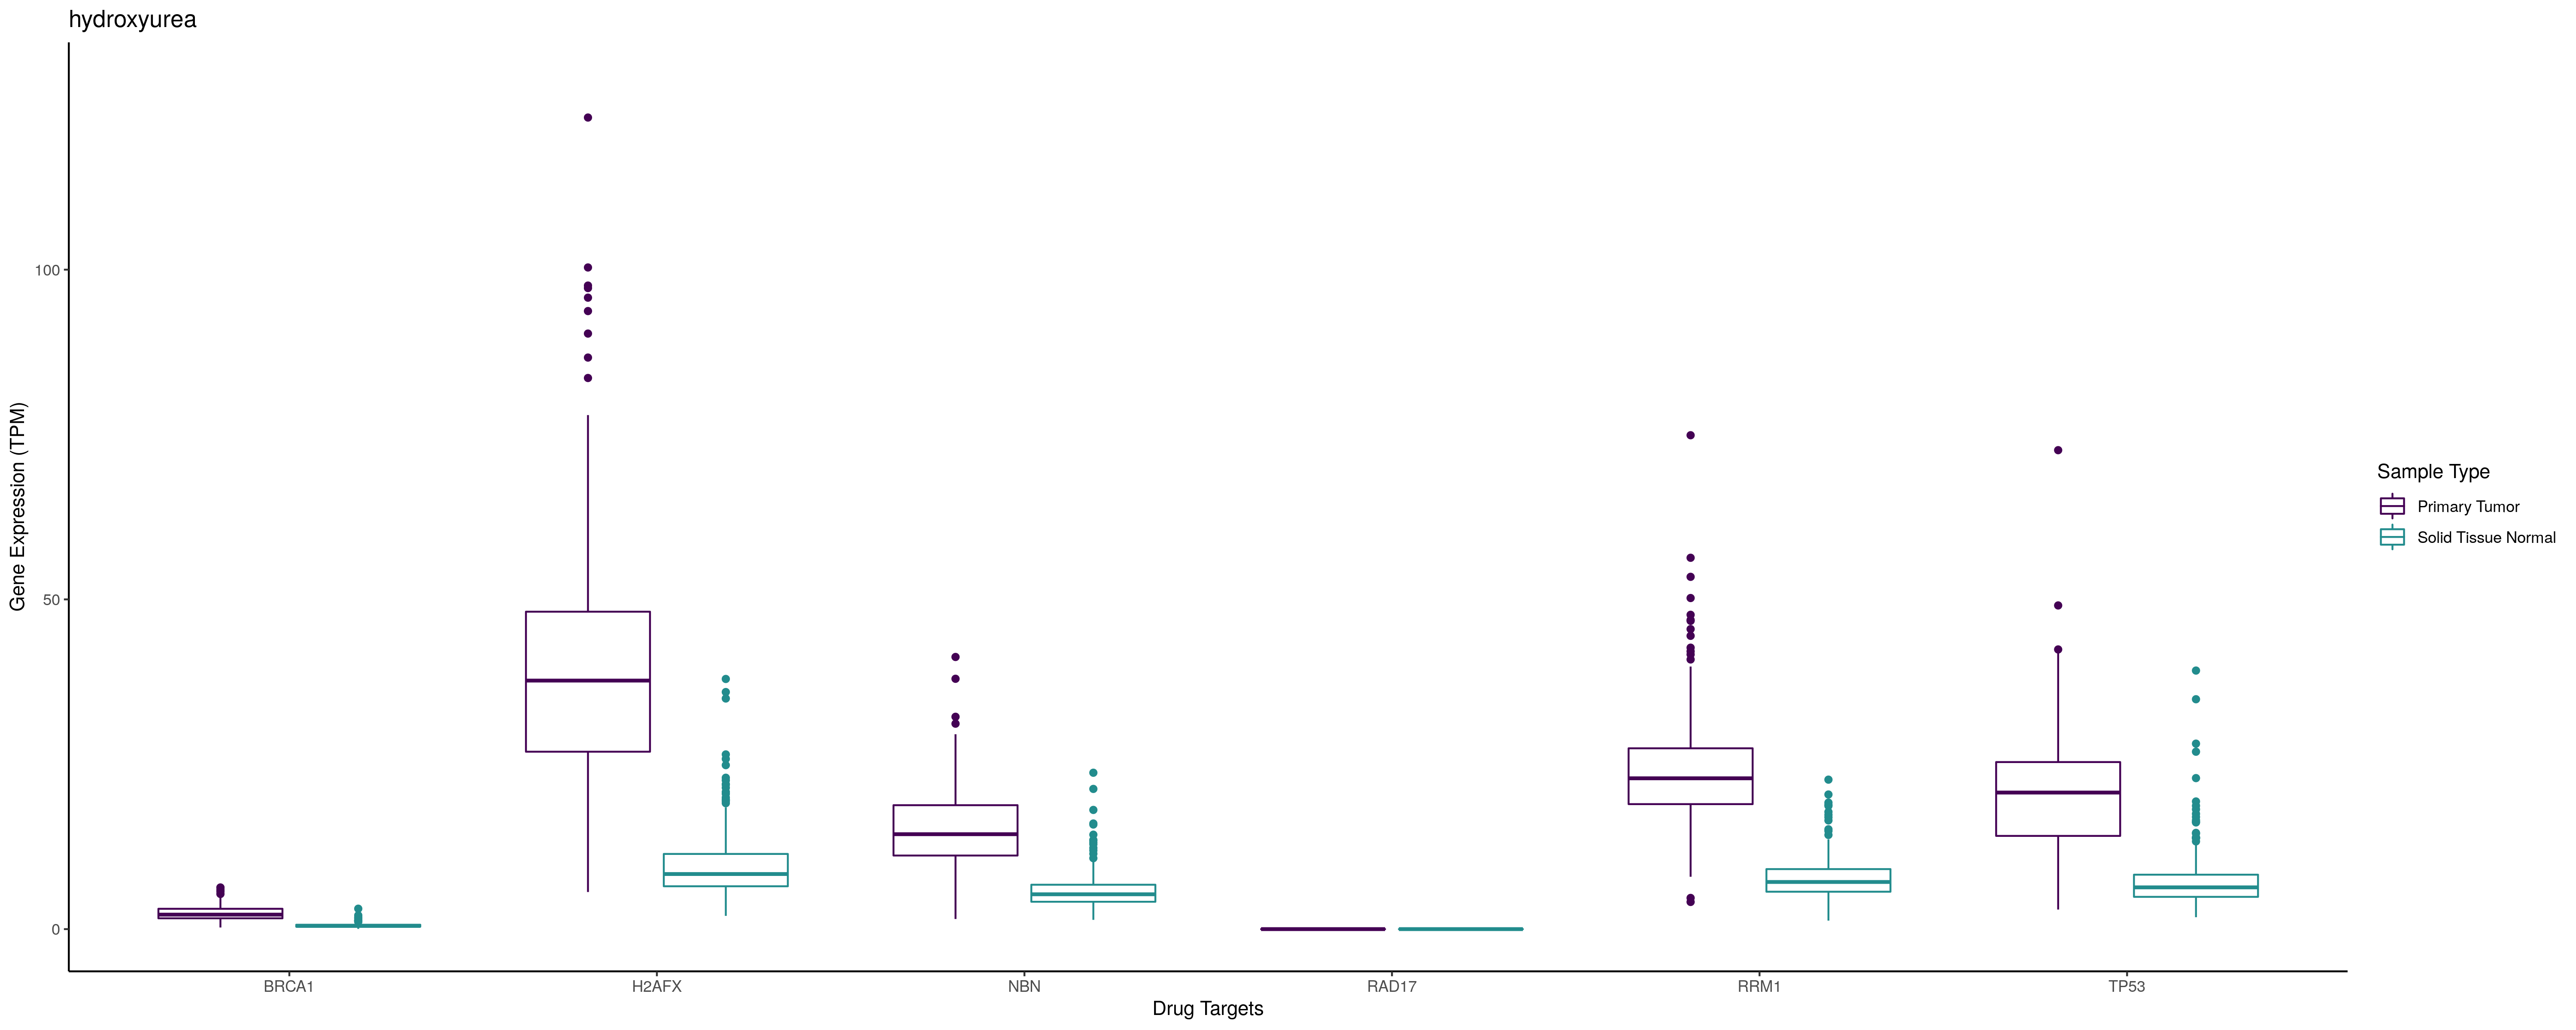 hydroxyurea
100
50
0
Gene Expression (TPM)
BRCA1 H2AFX NBN RAD17 RRM1 TP53
Drug Targets
Sample Type
Primary Tumor
Solid Tissue Normal